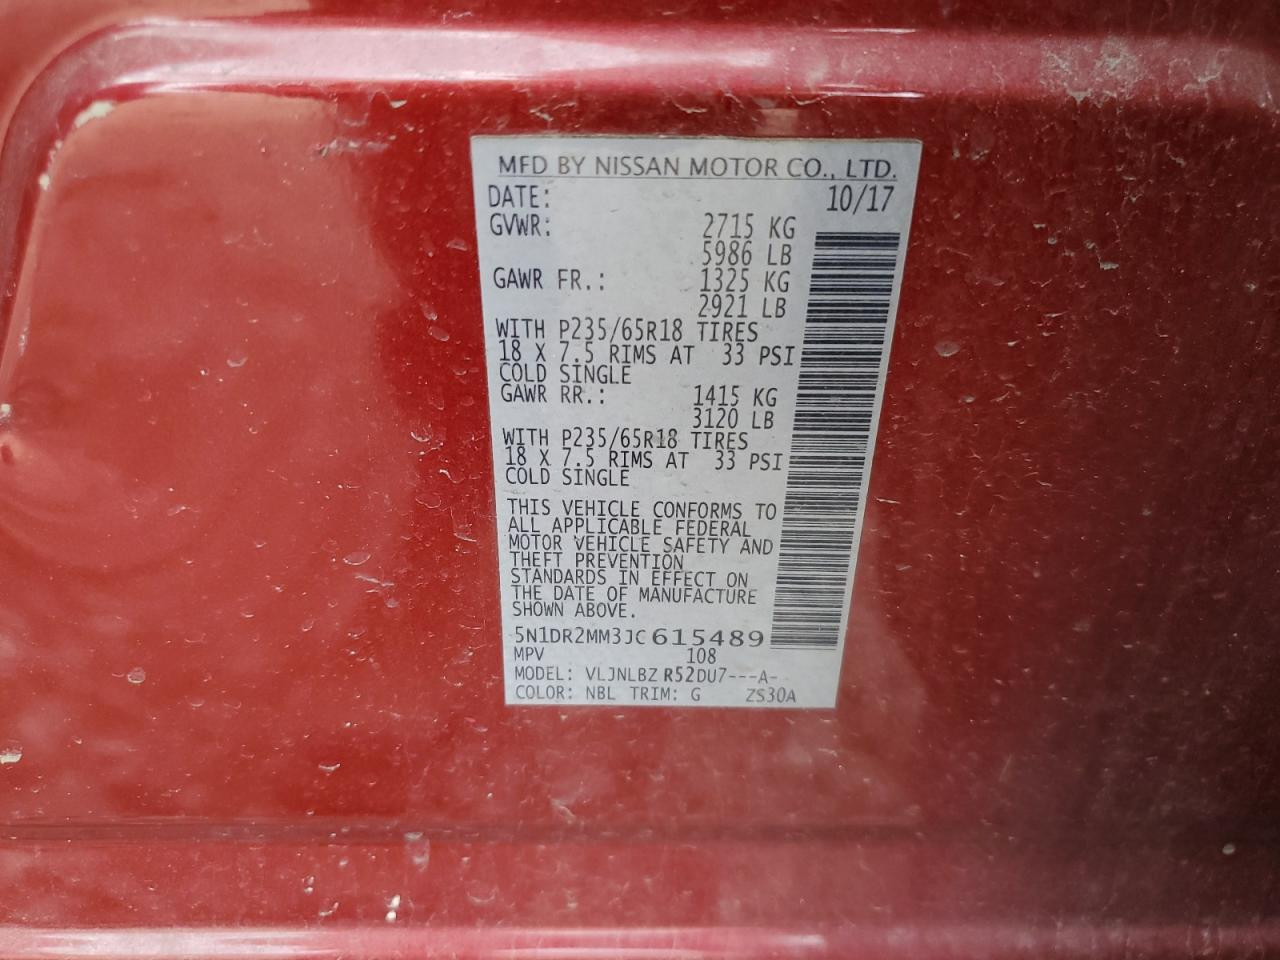 MFD BY NISSAN MOTOR CO., LTD.
DATE: 10/17
GVWR: 2715 KG
5986 LB
GAWR FR.: 1325 KG
2921 LB
WITH P235/65R18 TIRES
18 X 7.5 RIMS AT 33 PSI
COLD SINGLE
GAWR RR.: 1415 KG
3120 LB
WITH P235/65R18 TIRES
18 X 7.5 RIMS AT 33 PSI
COLD SINGLE
THIS VEHICLE CONFORMS TO
ALL APPLICABLE FEDERAL
MOTOR VEHICLE SAFETY AND
THEFT PREVENTION
STANDARDS IN EFFECT ON
THE DATE OF MANUFACTURE
SHOWN ABOVE.
5N1DR2MM3JC615489
MPV 108
MODEL: VLJNLBZ R52DU7---A-
COLOR: NBL TRIM: G ZS30A